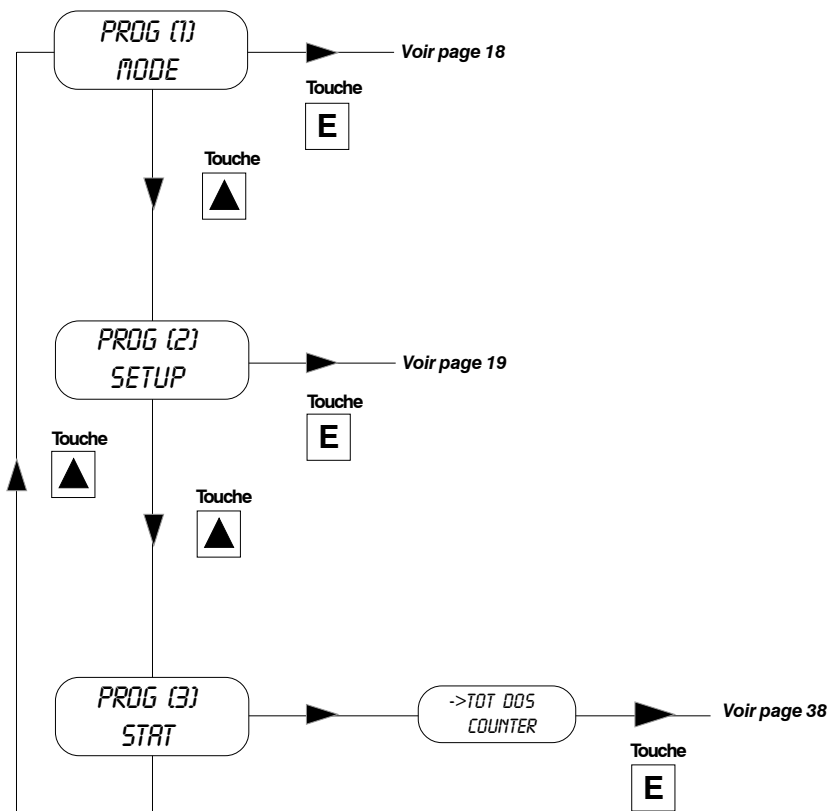 PROG (1)
MODE
Voir page 18
Touche
E
Touche
PROG (2)
SETUP
Voir page 19
Touche
E
Touche
Touche
PROG (3)
STAT
->TOT DOS
COUNTER
Voir page 38
Touche
E